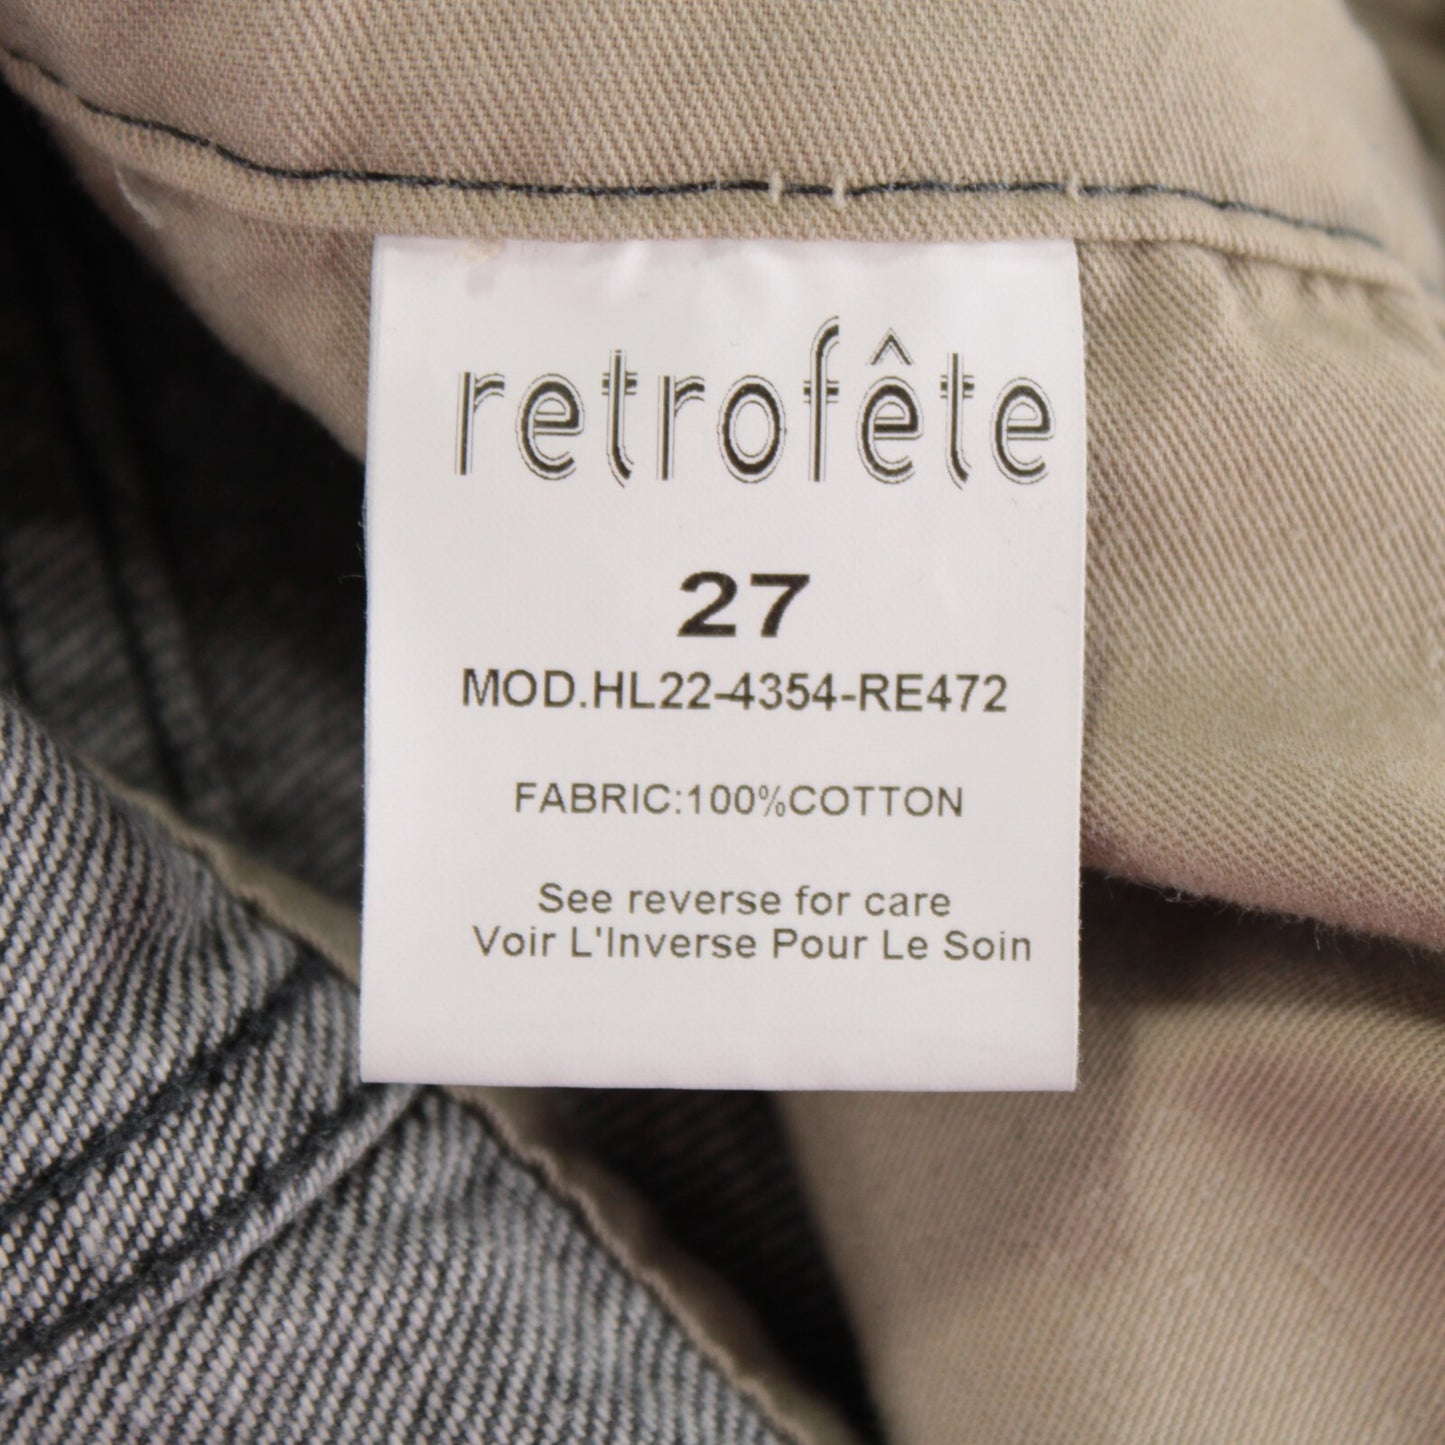 retrofête
27
MOD.HL22-4354-RE472
FABRIC:100%COTTON
See reverse for care
Voir L'Inverse Pour Le Soin